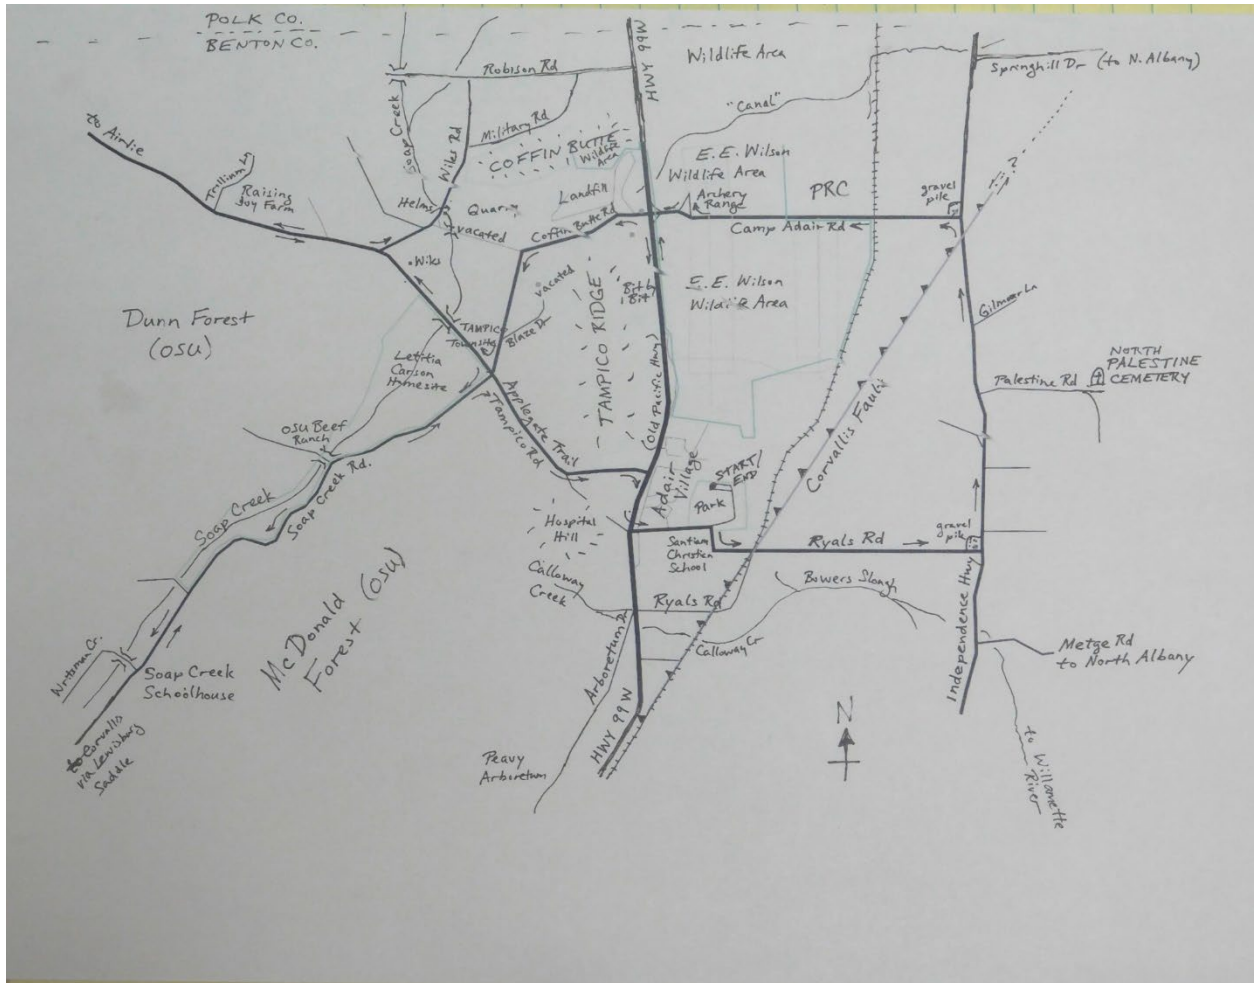 POLK CO.
BENTON CO.
HWY 99W
Wildlife Area
Springhill Dr (to N. Albany)
Robison Rd
"Canal"
to Airlie
Soap Creek
Wiles Rd
Military Rd
COFFIN BUTTE
Wildlife
Area
E. E. Wilson
Wildlife Area
Trillium Ln
Raising
Joy Farm
Landfill
Archery
Range
PRC
gravel
pile
Helms
Quarry
vacated
Coffin Butte Rd
Camp Adair Rd
Wiles
vacated
Bit by
Bit
E. E. Wilson
Wildlife Area
Gilmour Ln
Dunn Forest
(OSU)
TAMPICO
Townsite
Blaze Dr
TAMPICO RIDGE
(Old Pacific Hwy)
Letitia
Carson
Homesite
NORTH
PALESTINE
CEMETERY
Palestine Rd
Applegate Trail
Tampico Rd
Corvallis Fault
OSU Beef
Ranch
Soap Creek Rd.
Soap Creek
Adair
Village
START/
END
Park
Hospital
Hill
Santiam
Christian
School
Ryals Rd
gravel
pile
McDonald
Forest (OSU)
Calloway
Creek
Ryals Rd
Bowers Slough
Calloway Cr
Independence Hwy
Metge Rd
to North Albany
Writsman Cr.
Soap Creek
Schoolhouse
Arboretum Rd
HWY 99W
to Corvallis
via Lewisburg
Saddle
Peavy
Arboretum
N
to Willamette
River